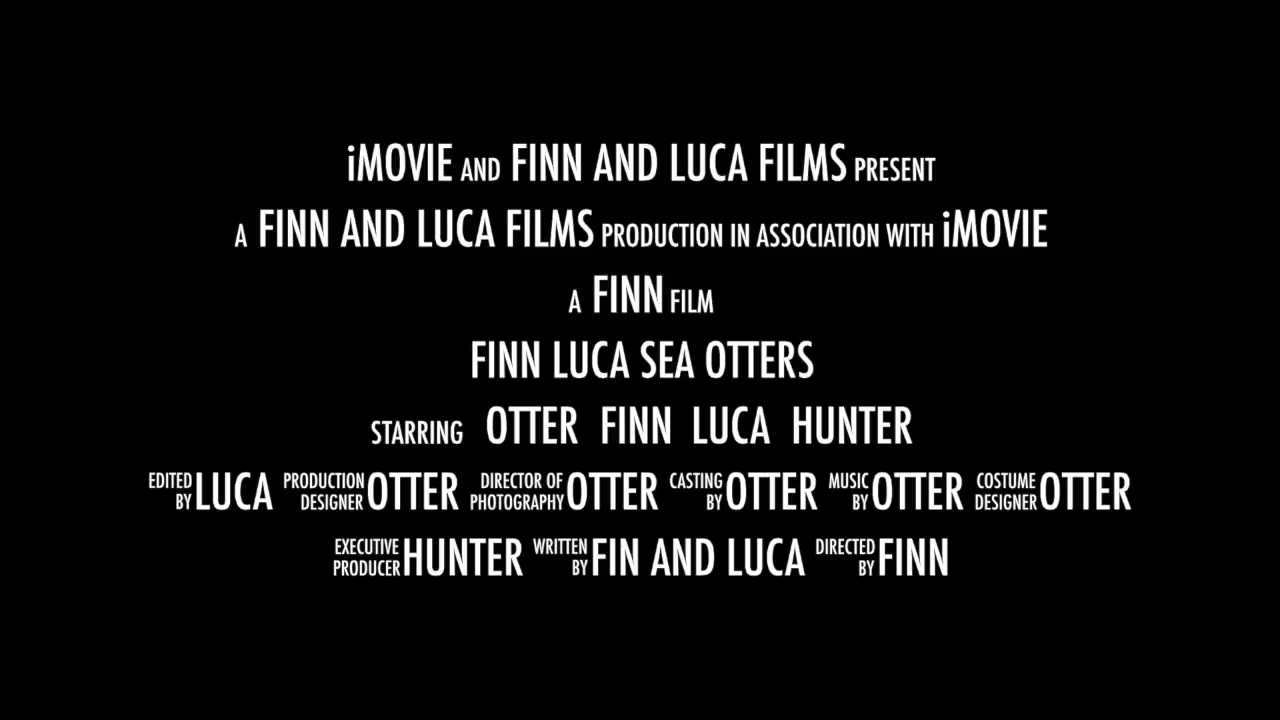 iMOVIE AND FINN AND LUCA FILMS PRESENT
A FINN AND LUCA FILMS PRODUCTION IN ASSOCIATION WITH iMOVIE
A FINN FILM
FINN LUCA SEA OTTERS
STARRING OTTER FINN LUCA HUNTER
EDITED BY LUCA PRODUCTION DESIGNER OTTER DIRECTOR OF PHOTOGRAPHY OTTER CASTING BY OTTER MUSIC BY OTTER COSTUME DESIGNER OTTER
EXECUTIVE PRODUCER HUNTER WRITTEN BY FIN AND LUCA DIRECTED BY FINN